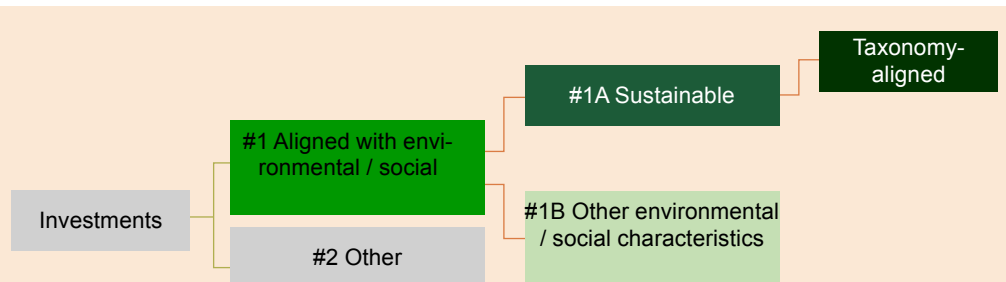 Taxonomy-
aligned
#1A Sustainable
#1 Aligned with envi-
ronmental / social
Investments
#1B Other environmental
/ social characteristics
#2 Other